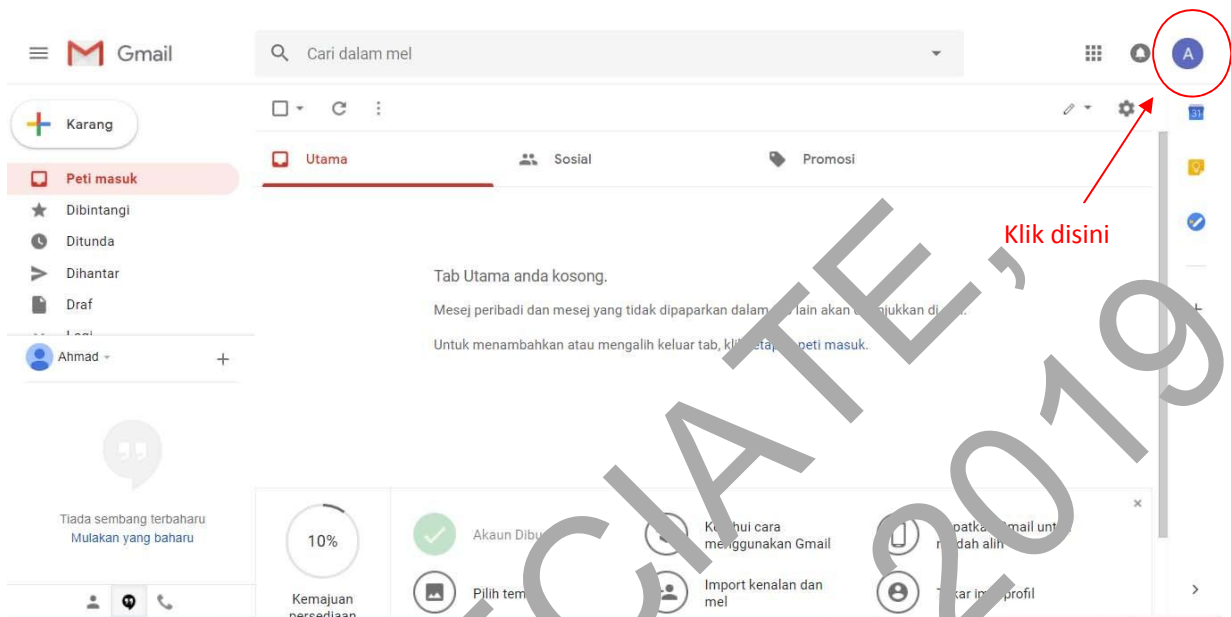 Gmail
Cari dalam mel
A
Karang
31
Utama
Sosial
Promosi
Peti masuk
Dibintangi
Ditunda
Klik disini
Dihantar
Tab Utama anda kosong.
Draf
Mesej peribadi dan mesej yang tidak dipaparkan dalam lain akan
Ahmad
Untuk menambahkan atau mengalih keluar tab, peti masuk.
Tiada sembang terbaharu
Mulakan yang baharu
10%
Kemajuan
persediaan
Akaun
cara
menggunakan Gmail
Pilih
Import kenalan dan
mel
profil
CIATE,
2019